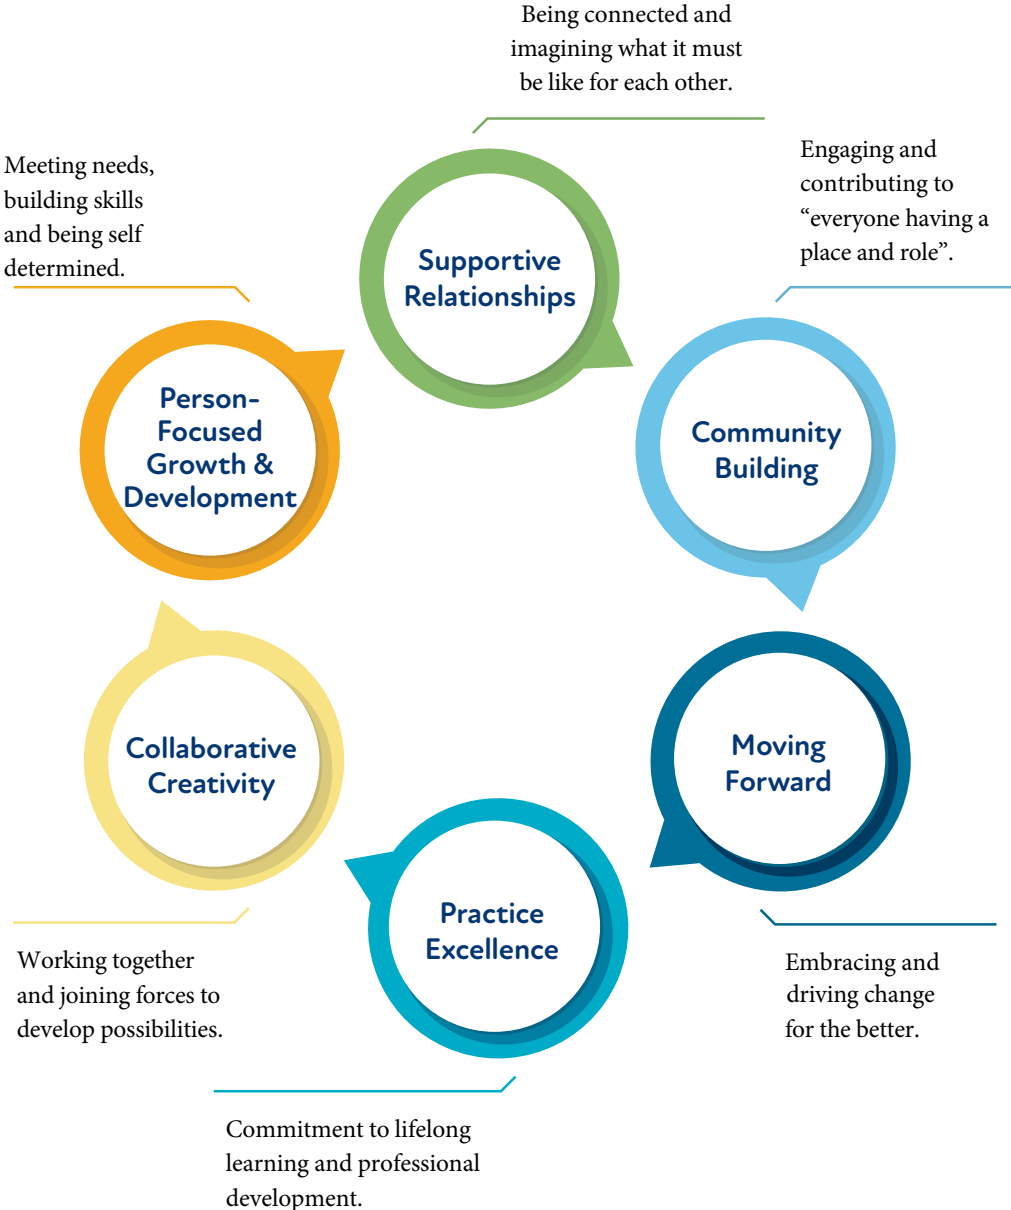 Being connected and
imagining what it must
be like for each other.
Supportive
Relationships
Engaging and
contributing to
“everyone having a
place and role”.
Community
Building
Moving
Forward
Embracing and
driving change
for the better.
Practice
Excellence
Commitment to lifelong
learning and professional
development.
Collaborative
Creativity
Working together
and joining forces to
develop possibilities.
Meeting needs,
building skills
and being self
determined.
Person-
Focused
Growth &
Development